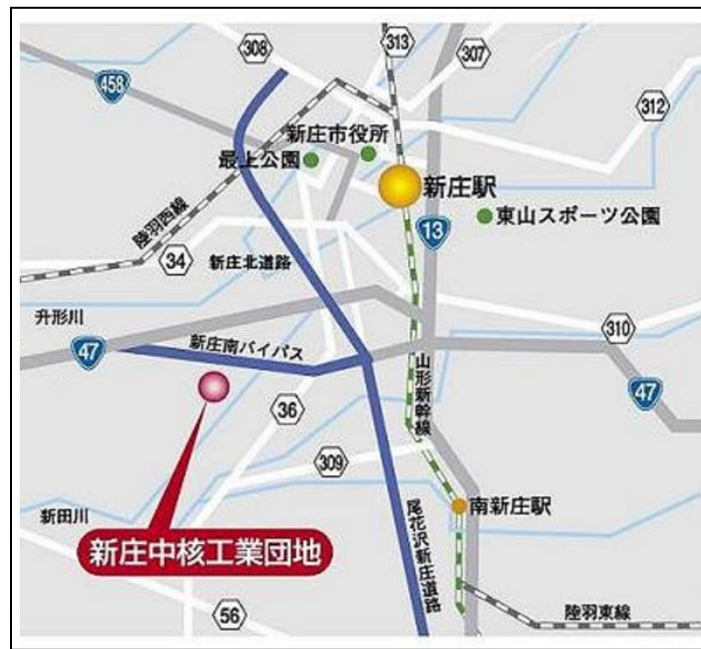 308
313
307
458
312
新庄市役所
最上公園
新庄駅
東山スポーツ公園
13
陸羽西線
34
新庄北道路
升形川
310
47
新庄南バイパス
47
山形新幹線
36
309
南新庄駅
新田川
尾花沢新庄道路
新庄中核工業団地
56
陸羽東線